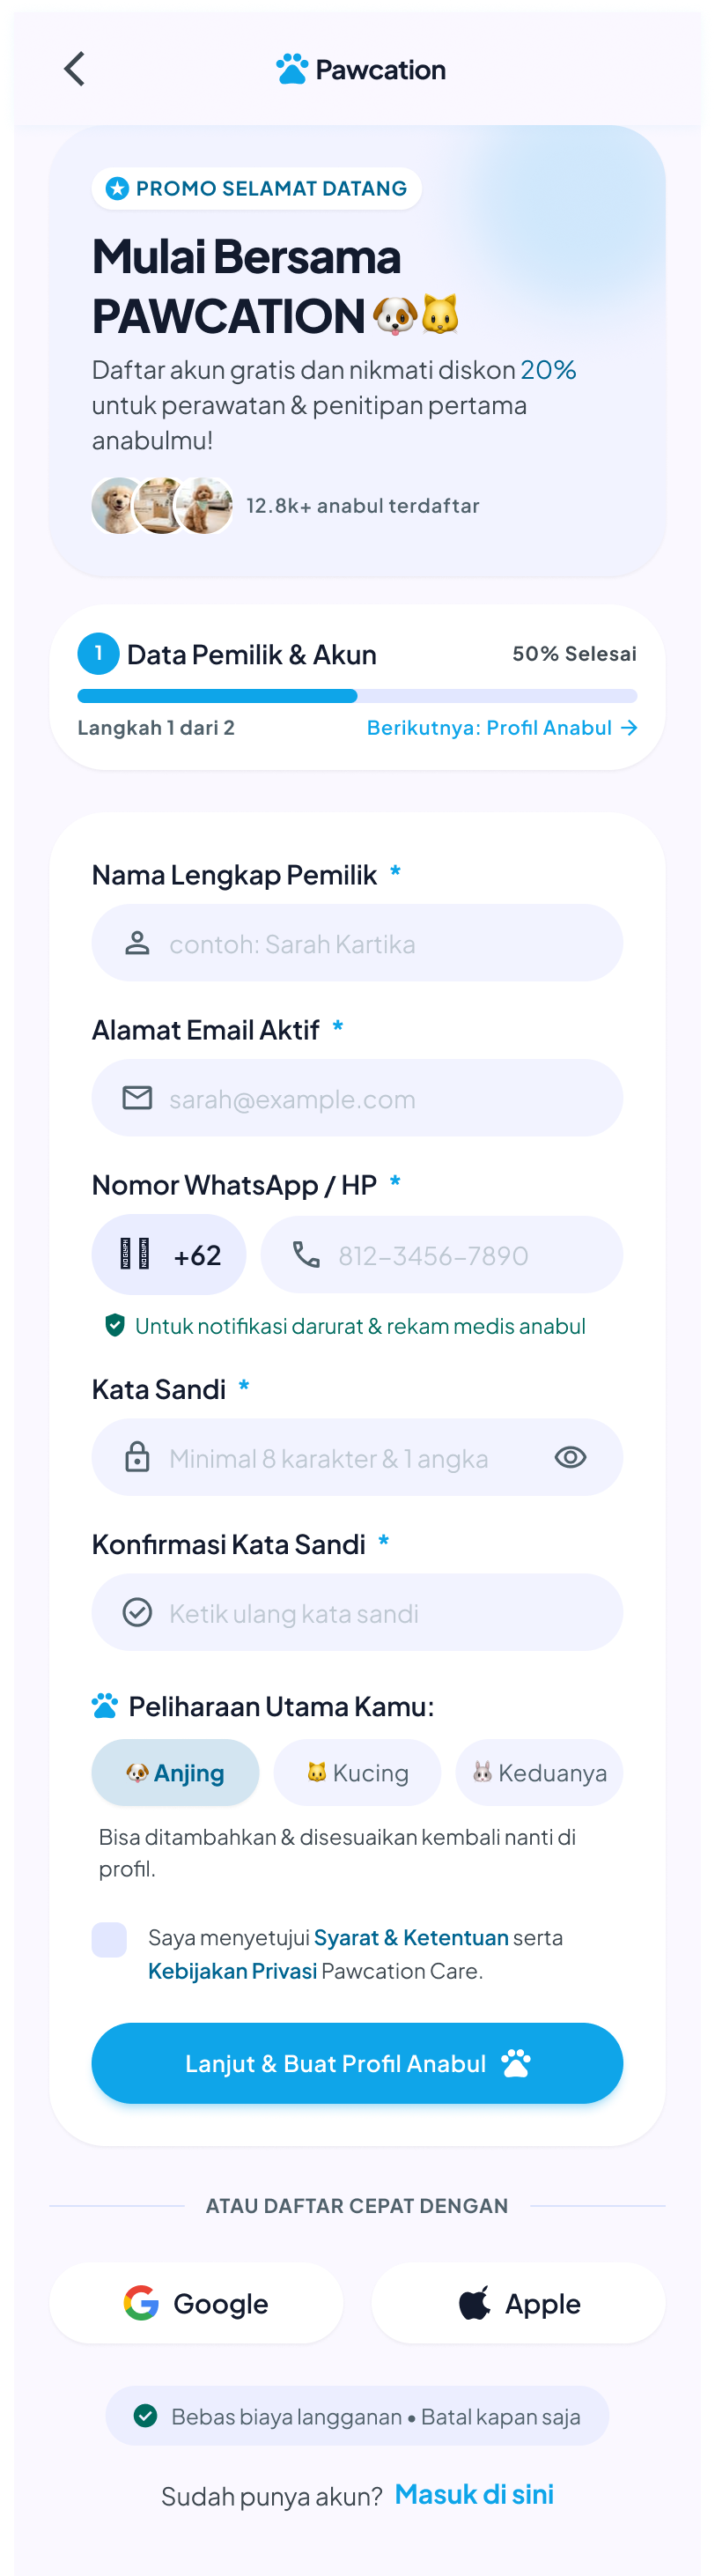 Pawcation
PROMO SELAMAT DATANG
Mulai Bersama
PAWCATION 🐶🐱
Daftar akun gratis dan nikmati diskon 20%
untuk perawatan & penitipan pertama
anabulmu!
12.8k+ anabul terdaftar
1 Data Pemilik & Akun
50% Selesai
Langkah 1 dari 2
Berikutnya: Profil Anabul →
Nama Lengkap Pemilik *
contoh: Sarah Kartika
Alamat Email Aktif *
sarah@example.com
Nomor WhatsApp / HP *
+62
812-3456-7890
Untuk notifikasi darurat & rekam medis anabul
Kata Sandi *
Minimal 8 karakter & 1 angka
Konfirmasi Kata Sandi *
Ketik ulang kata sandi
Peliharaan Utama Kamu:
🐶 Anjing
🐱 Kucing
🐰 Keduanya
Bisa ditambahkan & disesuaikan kembali nanti di
profil.
Saya menyetujui Syarat & Ketentuan serta
Kebijakan Privasi Pawcation Care.
Lanjut & Buat Profil Anabul
ATAU DAFTAR CEPAT DENGAN
Google
Apple
Bebas biaya langganan • Batal kapan saja
Sudah punya akun? Masuk di sini